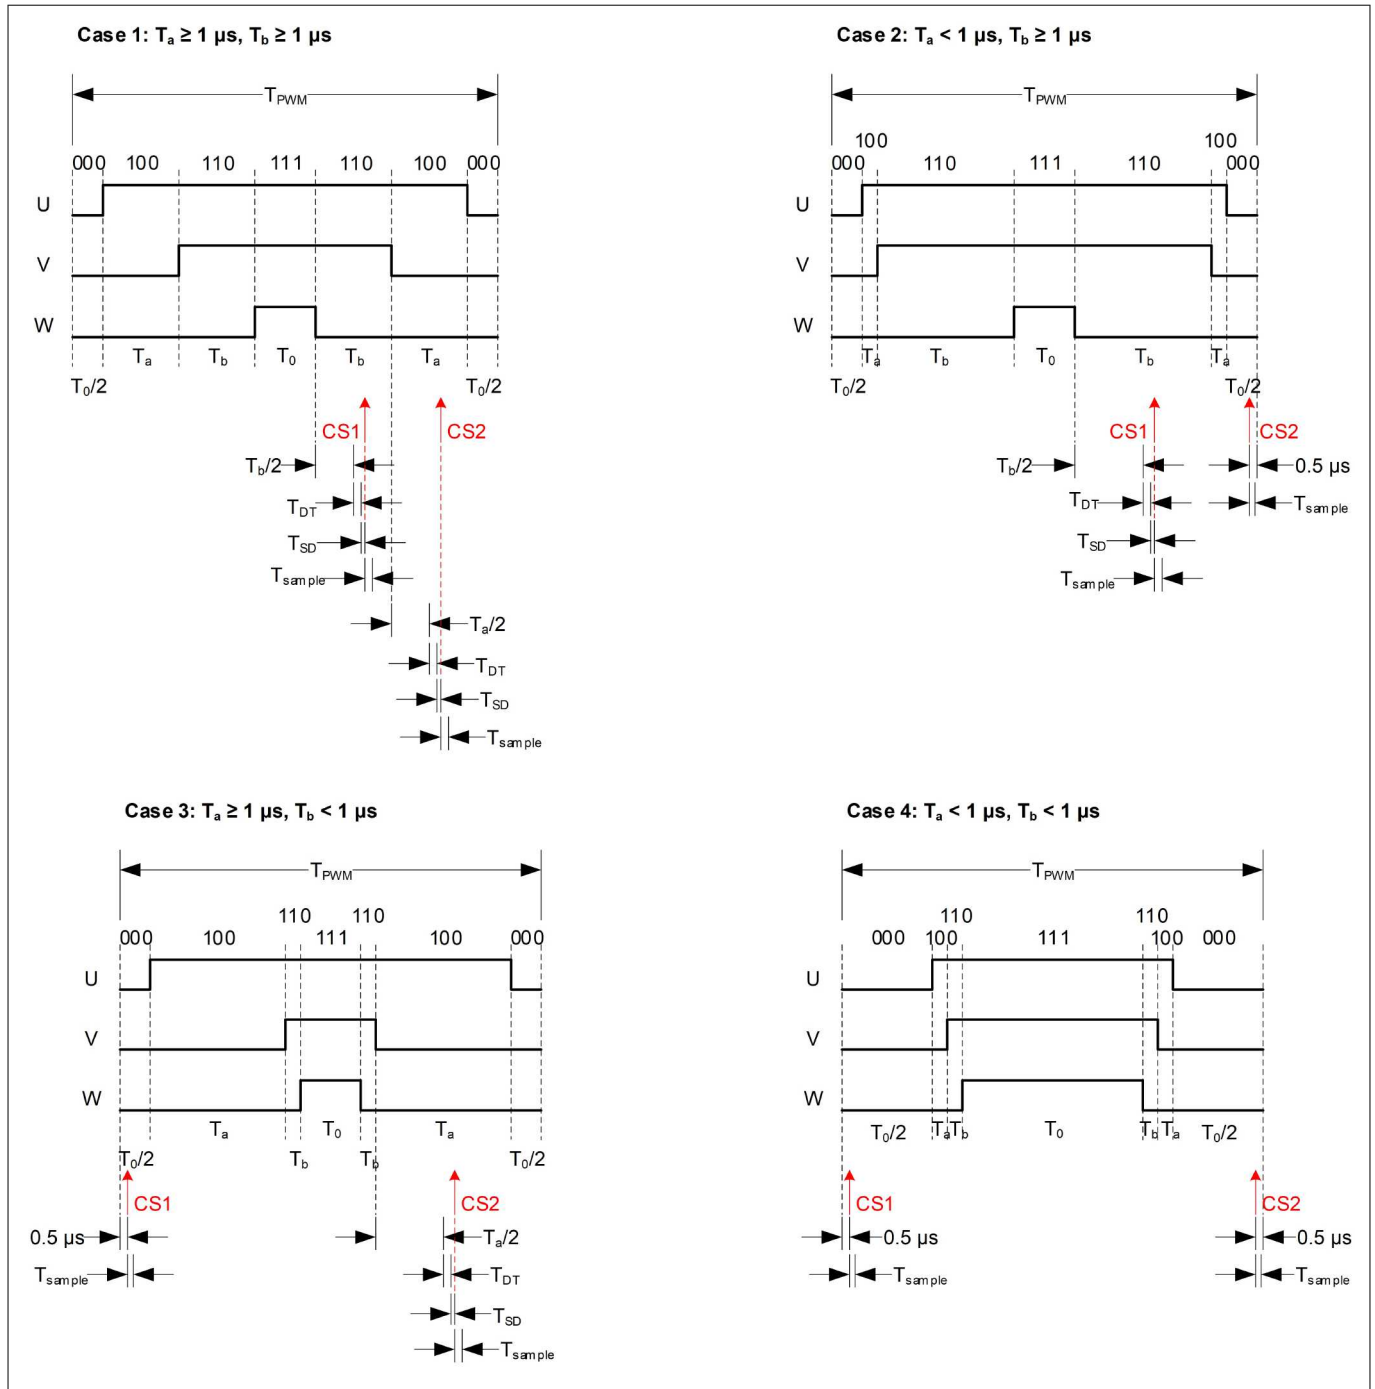 Case 1: Ta ≥ 1 µs, Tb ≥ 1 µs
TPWM
000 100 110 111 110 100 000
U
V
W
Ta Tb T0 Tb Ta
T0/2 T0/2
CS1 CS2
Tb/2
TDT
TSD
Tsample
Ta/2
TDT
TSD
Tsample
Case 2: Ta < 1 µs, Tb ≥ 1 µs
TPWM
100 100
000 110 111 110 000
U
V
W
Ta Tb T0 Tb Ta
T0/2 T0/2
CS1 CS2
Tb/2 0.5 µs
TDT Tsample
TSD
Tsample
Case 3: Ta ≥ 1 µs, Tb < 1 µs
TPWM
110 110
000 100 111 100 000
U
V
W
Ta T0 Ta
T0/2 Tb Tb T0/2
CS1 CS2
0.5 µs Ta/2
Tsample TDT
TSD
Tsample
Case 4: Ta < 1 µs, Tb < 1 µs
TPWM
110 110
000 100 111 100 000
U
V
W
T0/2 Ta Tb T0 Tb Ta T0/2
CS1 CS2
0.5 µs 0.5 µs
Tsample Tsample